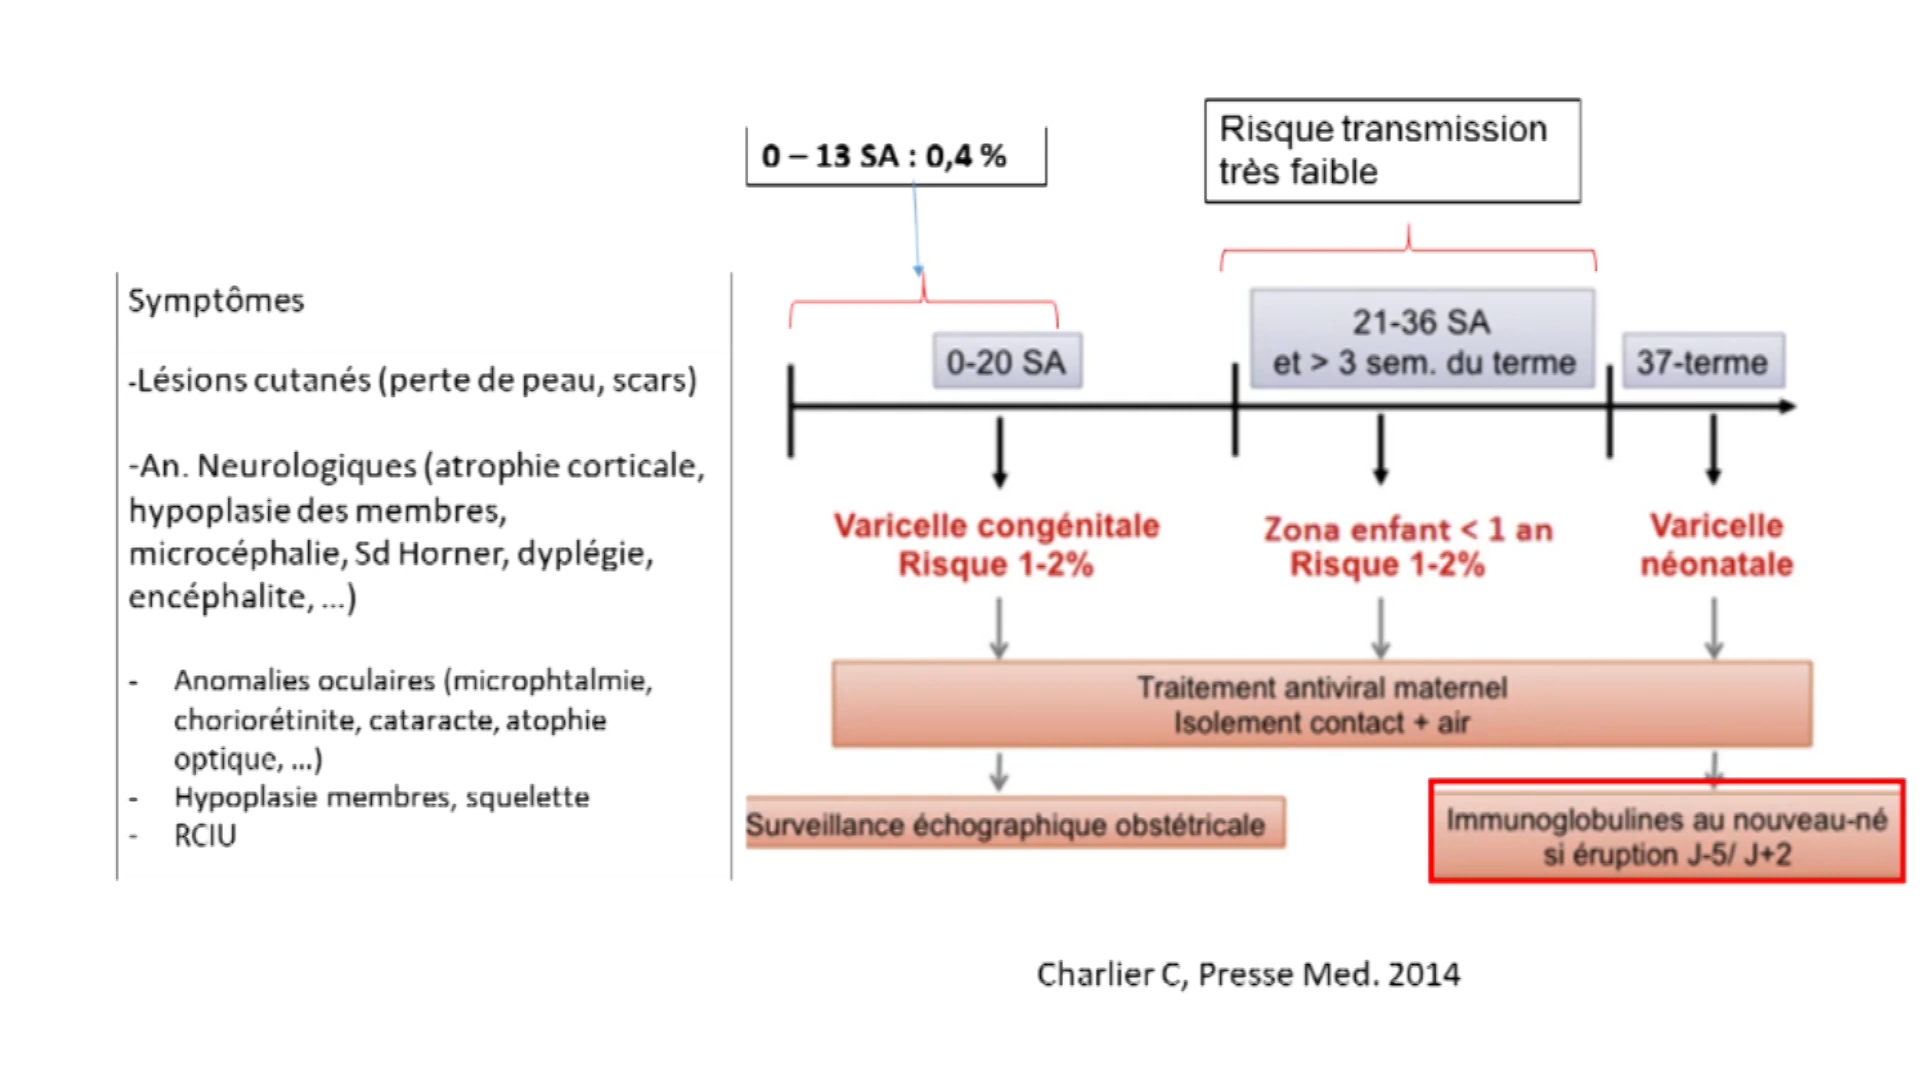 0 – 13 SA : 0,4 %
Risque transmission
très faible
Symptômes
-Lésions cutanés (perte de peau, scars)
-An. Neurologiques (atrophie corticale,
hypoplasie des membres,
microcéphalie, Sd Horner, dyplégie,
encéphalite, ...)
- Anomalies oculaires (microphtalmie,
choriorétinite, cataracte, atophie
optique, ...)
- Hypoplasie membres, squelette
- RCIU
0-20 SA
21-36 SA
et > 3 sem. du terme
37-terme
Varicelle congénitale
Risque 1-2%
Zona enfant < 1 an
Risque 1-2%
Varicelle
néonatale
Traitement antiviral maternel
Isolement contact + air
Surveillance échographique obstétricale
Immunoglobulines au nouveau-né
si éruption J-5/ J+2
Charlier C, Presse Med. 2014